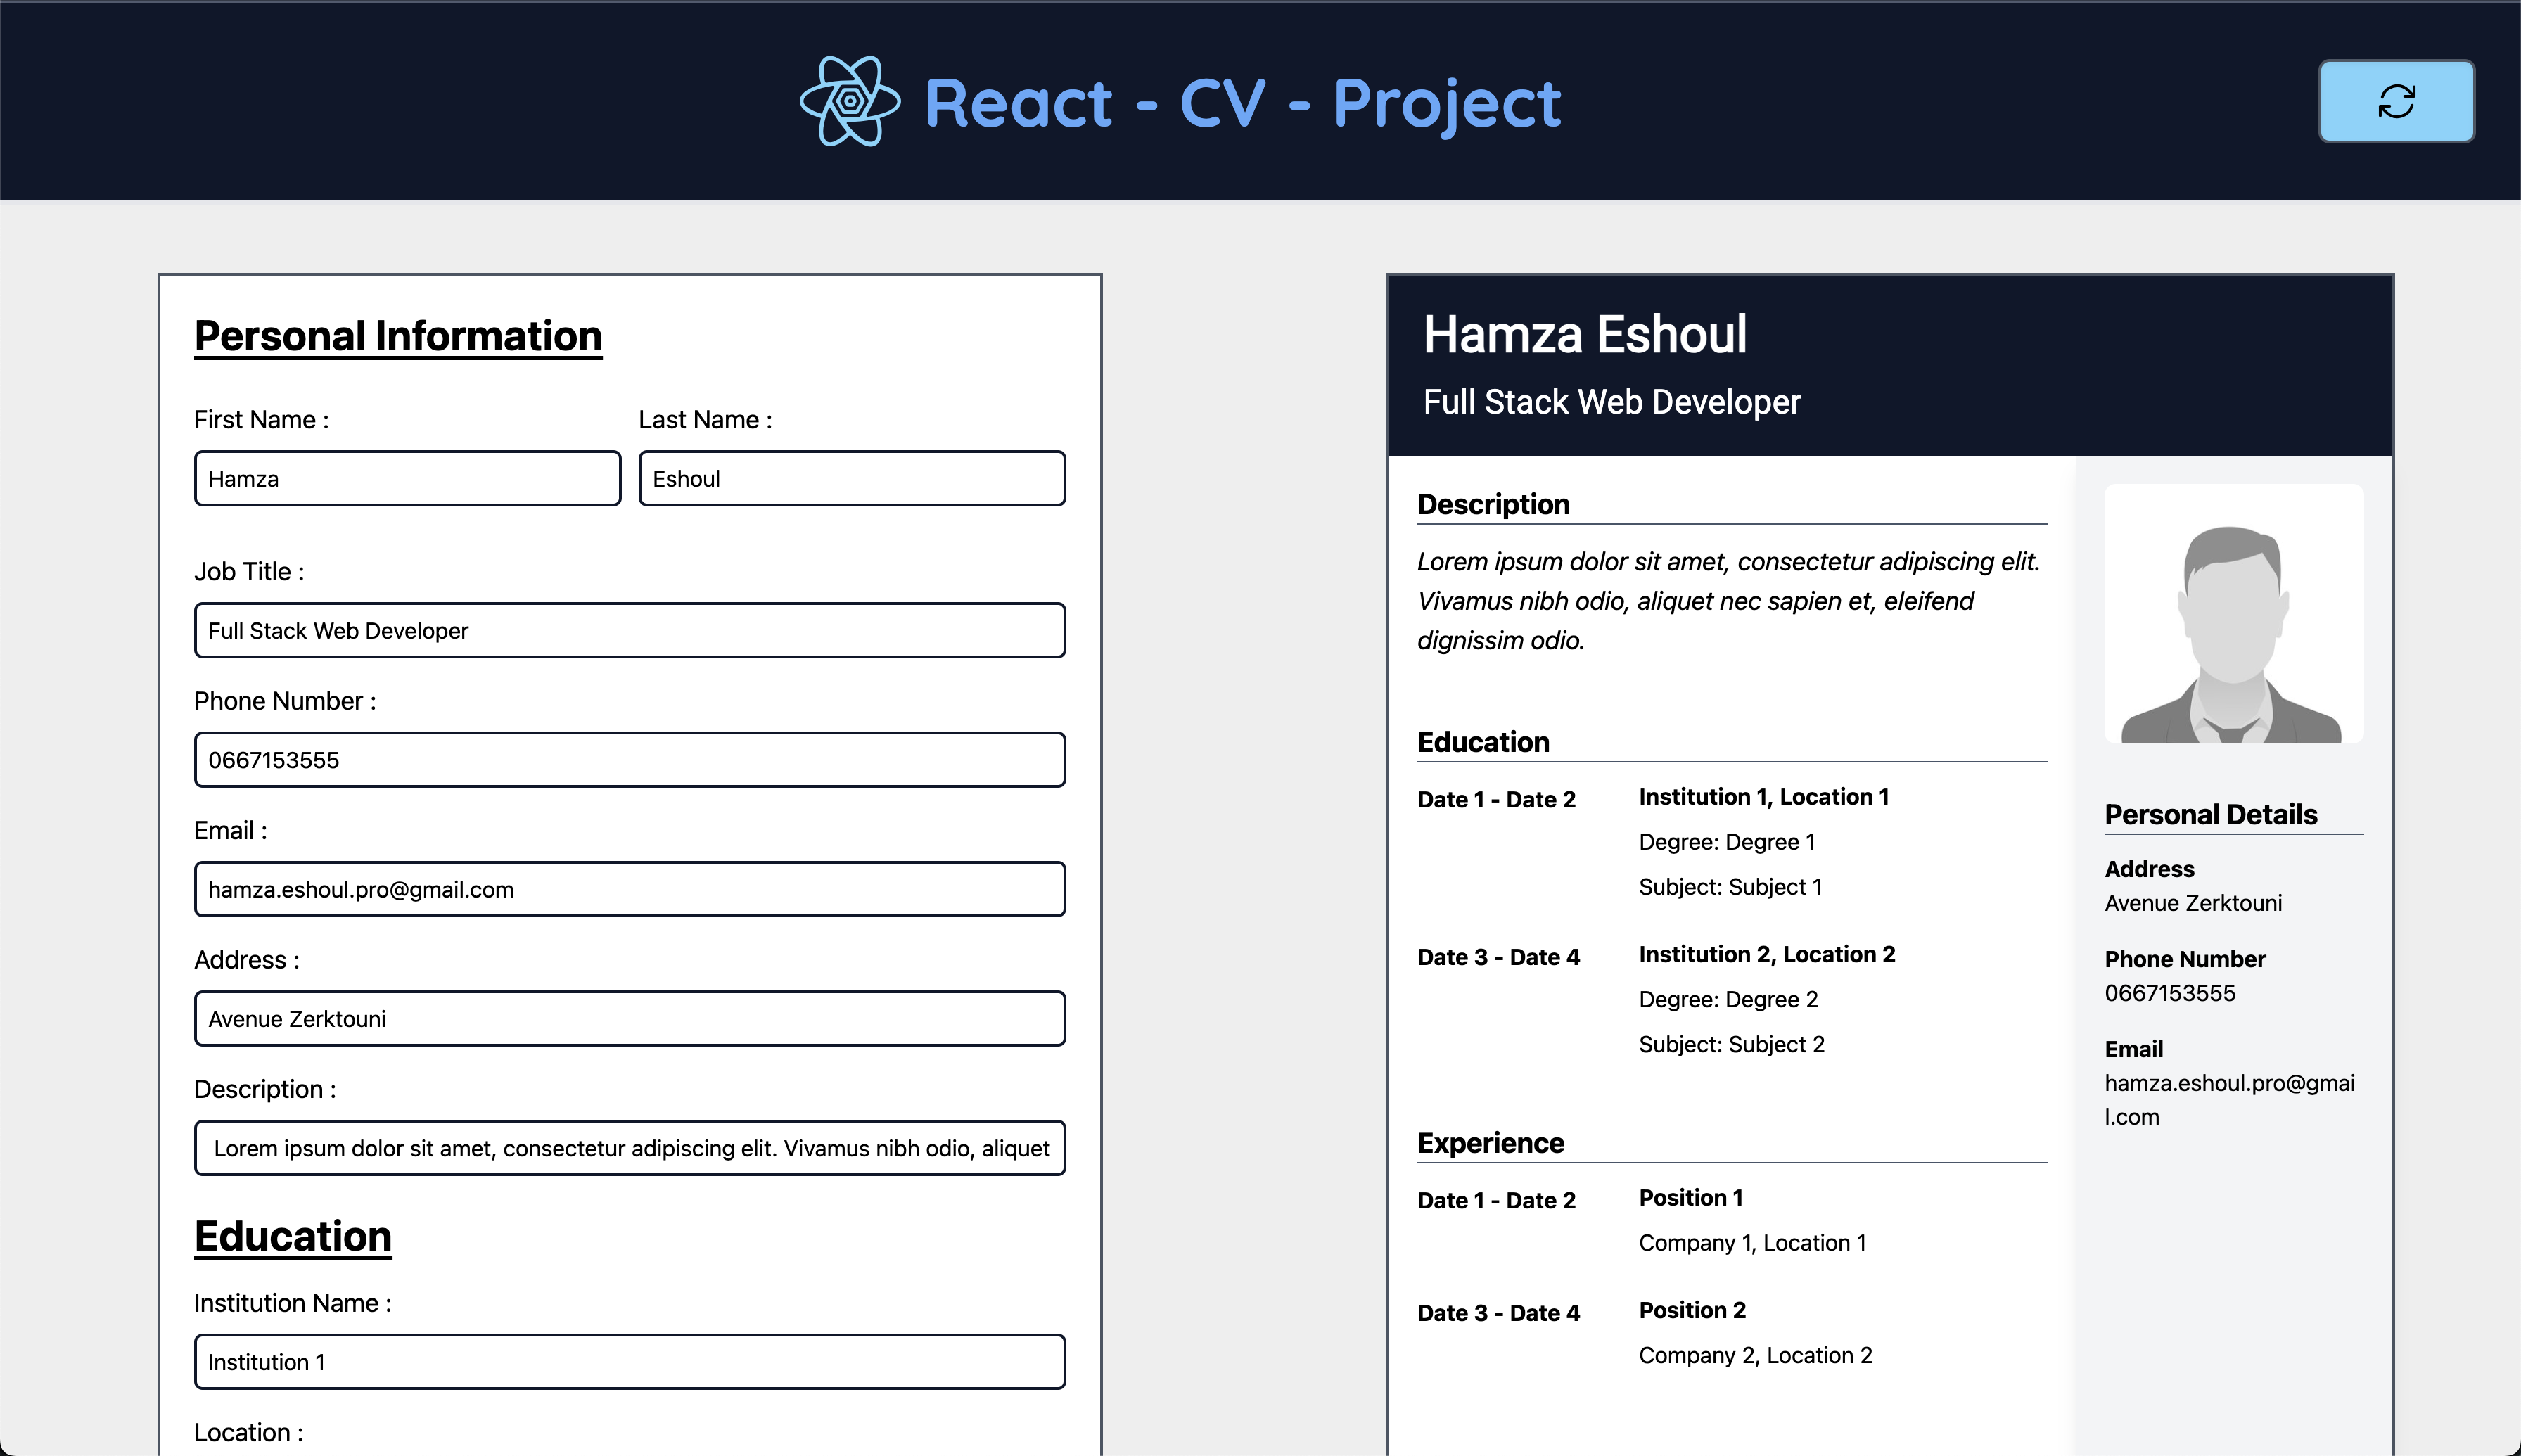 React - CV - Project
Personal Information
First Name :
Last Name :
Hamza
Eshoul
Job Title :
Full Stack Web Developer
Phone Number :
0667153555
Email :
hamza.eshoul.pro@gmail.com
Address :
Avenue Zerktouni
Description :
Lorem ipsum dolor sit amet, consectetur adipiscing elit. Vivamus nibh odio, aliquet
Education
Institution Name :
Institution 1
Location :
Hamza Eshoul
Full Stack Web Developer
Description
Lorem ipsum dolor sit amet, consectetur adipiscing elit.
Vivamus nibh odio, aliquet nec sapien et, eleifend
dignissim odio.
Education
Date 1 - Date 2
Institution 1, Location 1
Degree: Degree 1
Subject: Subject 1
Date 3 - Date 4
Institution 2, Location 2
Degree: Degree 2
Subject: Subject 2
Experience
Date 1 - Date 2
Position 1
Company 1, Location 1
Date 3 - Date 4
Position 2
Company 2, Location 2
Personal Details
Address
Avenue Zerktouni
Phone Number
0667153555
Email
hamza.eshoul.pro@gmai
l.com